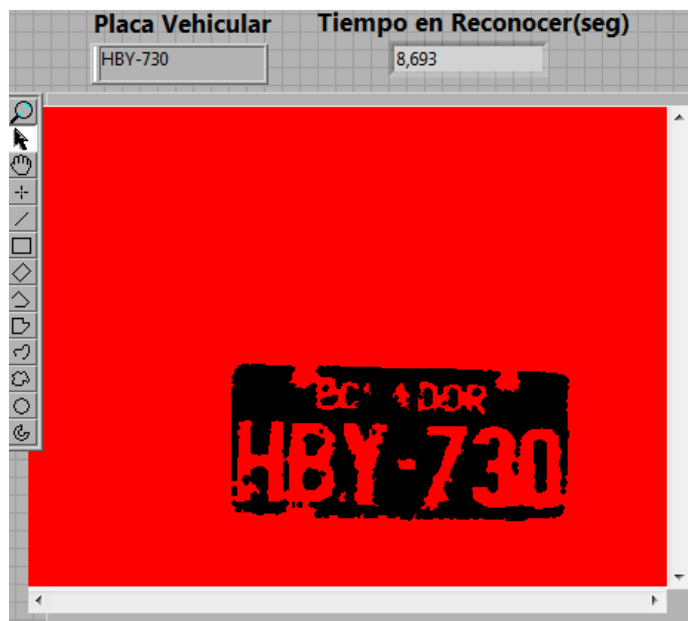 Placa Vehicular
Tiempo en Reconocer(seg)
HBY-730
8,693
HBY-730